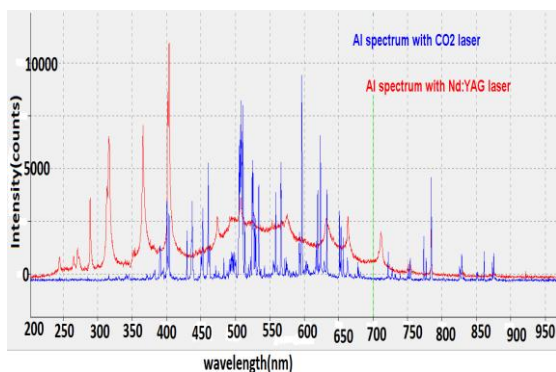 Al spectrum with CO2 laser
Al spectrum with Nd:YAG laser
Intensity(counts)
10000
5000
0
200 250 300 350 400 450 500 550 600 650 700 750 800 850 900 950
wavelength(nm)